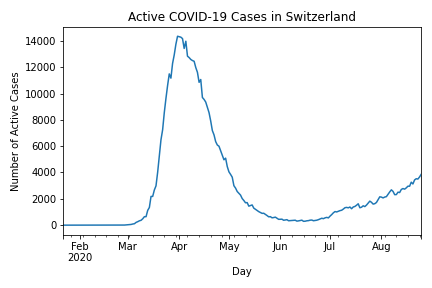 Active COVID-19 Cases in Switzerland
Number of Active Cases
14000
12000
10000
8000
6000
4000
2000
0
Feb Mar Apr May Jun Jul Aug
2020
Day